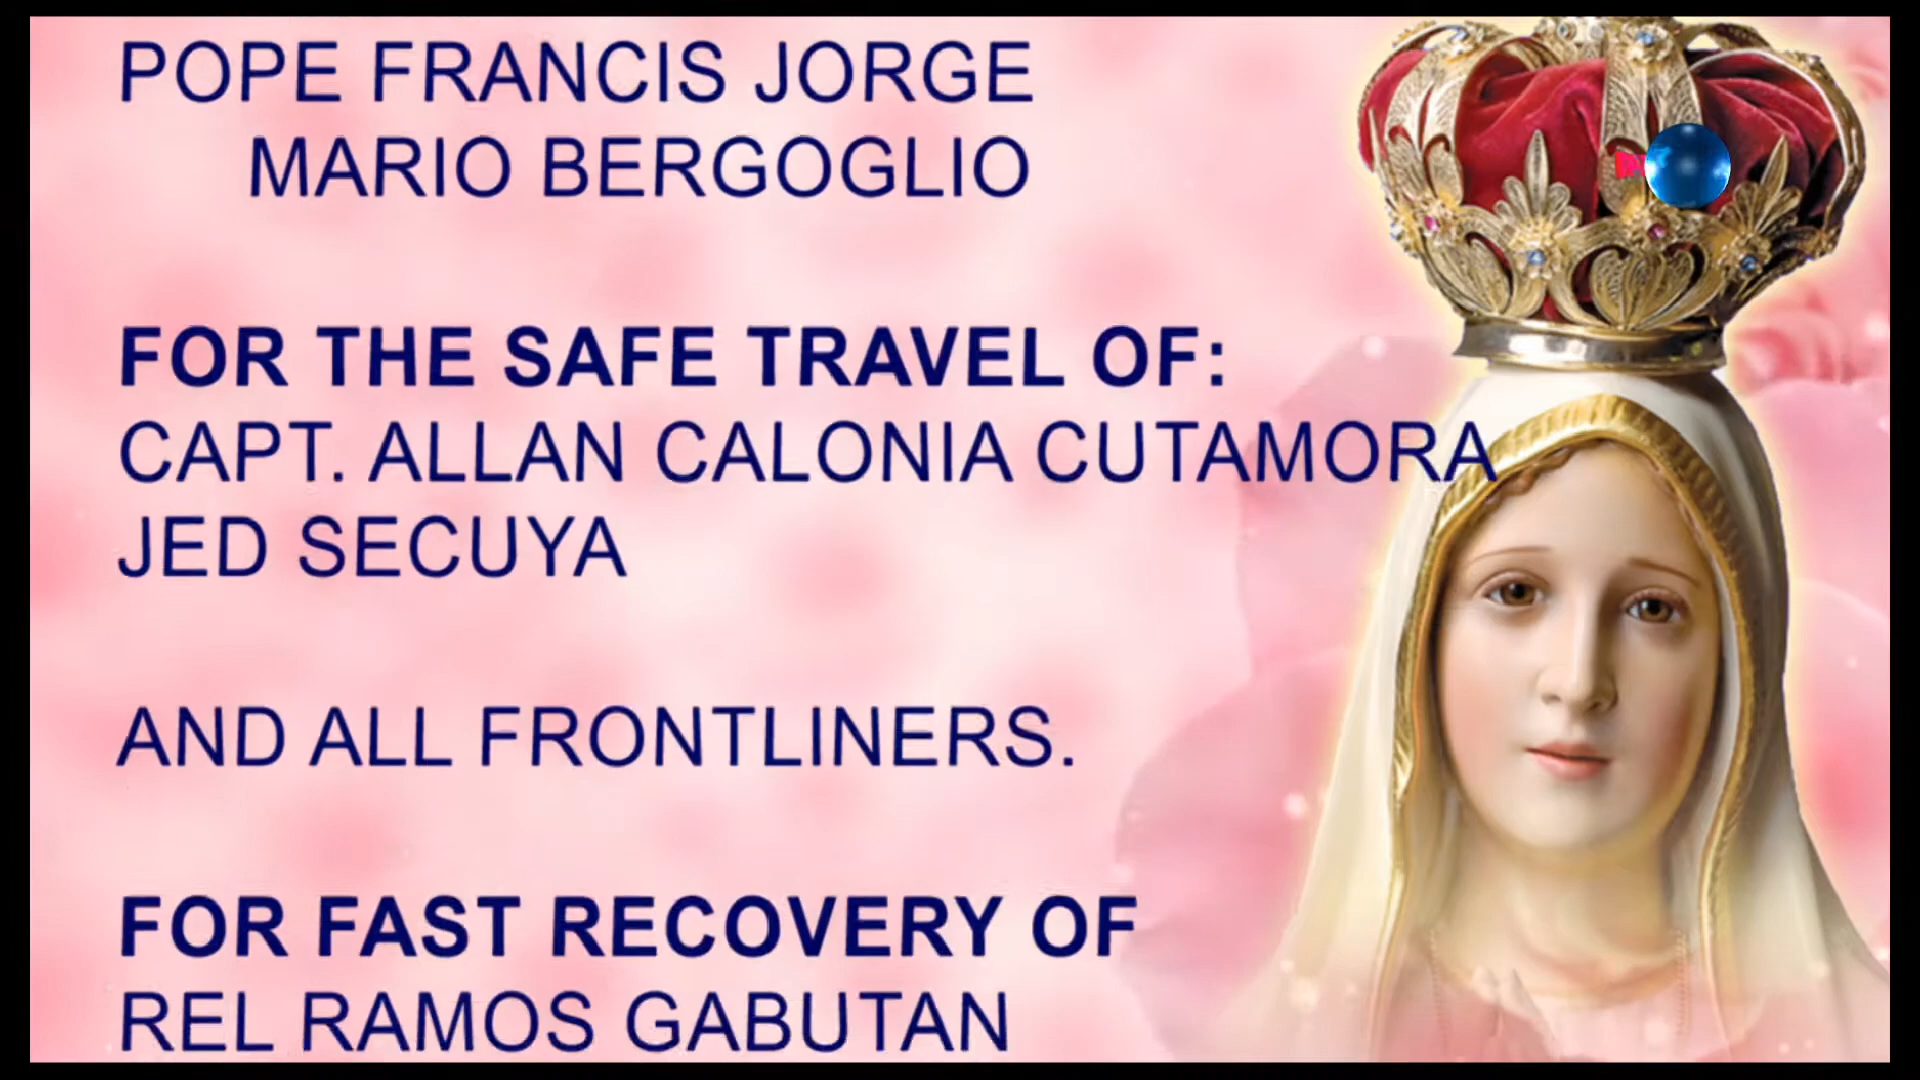 POPE FRANCIS JORGE
MARIO BERGOGLIO
FOR THE SAFE TRAVEL OF:
CAPT. ALLAN CALONIA CUTAMORA
JED SECUYA
AND ALL FRONTLINERS.
FOR FAST RECOVERY OF
REL RAMOS GABUTAN